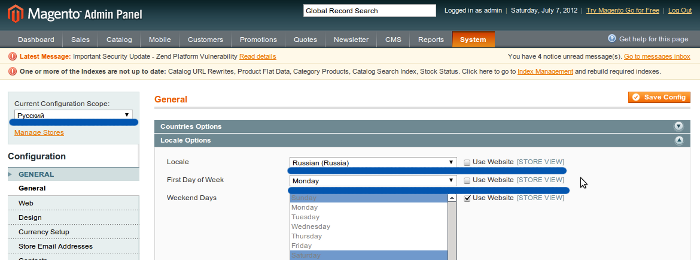 Magento Admin Panel
Global Record Search
Logged in as admin | Saturday, July 7, 2012 | Try Magento Go for Free | Log Out
Dashboard Sales Catalog Mobile Customers Promotions Quotes Newsletter CMS Reports System Get help for this page
Latest Message: Important Security Update - Zend Platform Vulnerability Read details You have 4 notice unread message(s). Go to messages inbox
One or more of the Indexes are not up to date: Catalog URL Rewrites, Product Flat Data, Category Products, Catalog Search Index, Stock Status. Click here to go to Index Management and rebuild required indexes.
Current Configuration Scope:
Русский
Manage Stores
Configuration
GENERAL
General
Web
Design
Currency Setup
Store Email Addresses
General
Save Config
Countries Options
Locale Options
Locale Russian (Russia) Use Website [STORE VIEW]
First Day of Week Monday Use Website [STORE VIEW]
Weekend Days Use Website [STORE VIEW]
Monday
Tuesday
Wednesday
Thursday
Friday